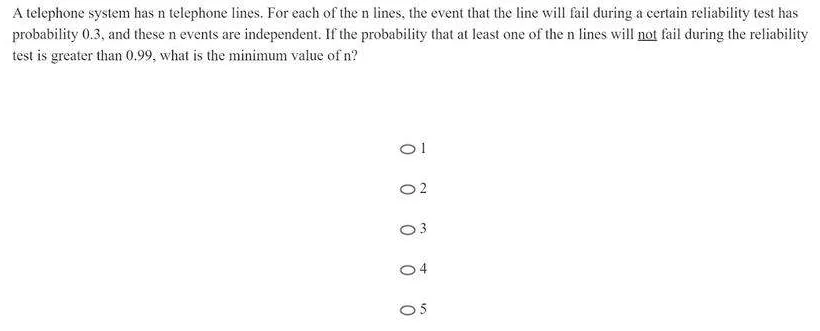 A telephone system has n telephone lines. For each of the n lines, the event that the line will fail during a certain reliability test has
probability 0.3, and these n events are independent. If the probability that at least one of the n lines will not fail during the reliability
test is greater than 0.99, what is the minimum value of n?
1
2
3
4
5